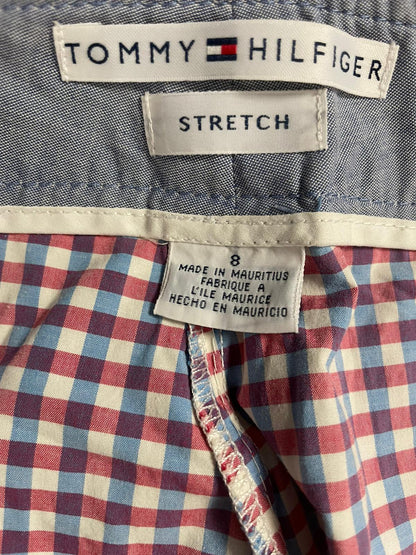 TOMMY HILFIGER
STRETCH
8
MADE IN MAURITIUS
FABRIQUE A
L'ILE MAURICE
HECHO EN MAURICIO